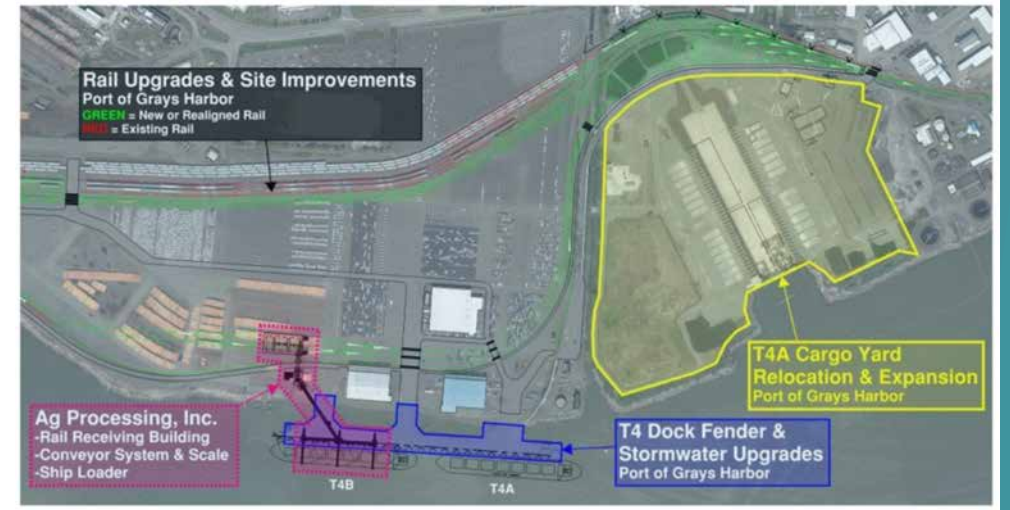 Rail Upgrades & Site Improvements
Port of Grays Harbor
GREEN = New or Realigned Rail
RED = Existing Rail
T4A Cargo Yard
Relocation & Expansion
Port of Grays Harbor
Ag Processing, Inc.
-Rail Receiving Building
-Conveyor System & Scale
-Ship Loader
T4 Dock Fender &
Stormwater Upgrades
Port of Grays Harbor
T4B
T4A